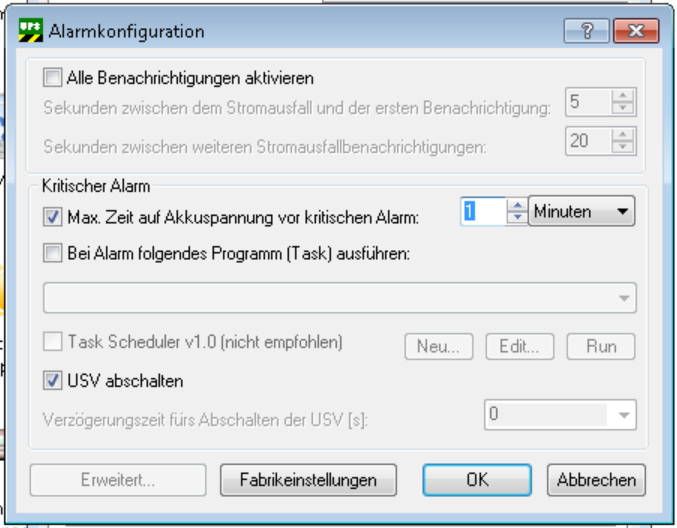 UPS
Alarmkonfiguration
Alle Benachrichtigungen aktivieren
Sekunden zwischen dem Stromausfall und der ersten Benachrichtigung: 5
Sekunden zwischen weiteren Stromausfallbenachrichtigungen: 20
Kritischer Alarm
Max. Zeit auf Akkuspannung vor kritischen Alarm: 1 Minuten
Bei Alarm folgendes Programm (Task) ausführen:
Task Scheduler v1.0 (nicht empfohlen) Neu... Edit... Run
USV abschalten
Verzögerungszeit fürs Abschalten der USV [s]: 0
Erweitert... Fabrikeinstellungen OK Abbrechen